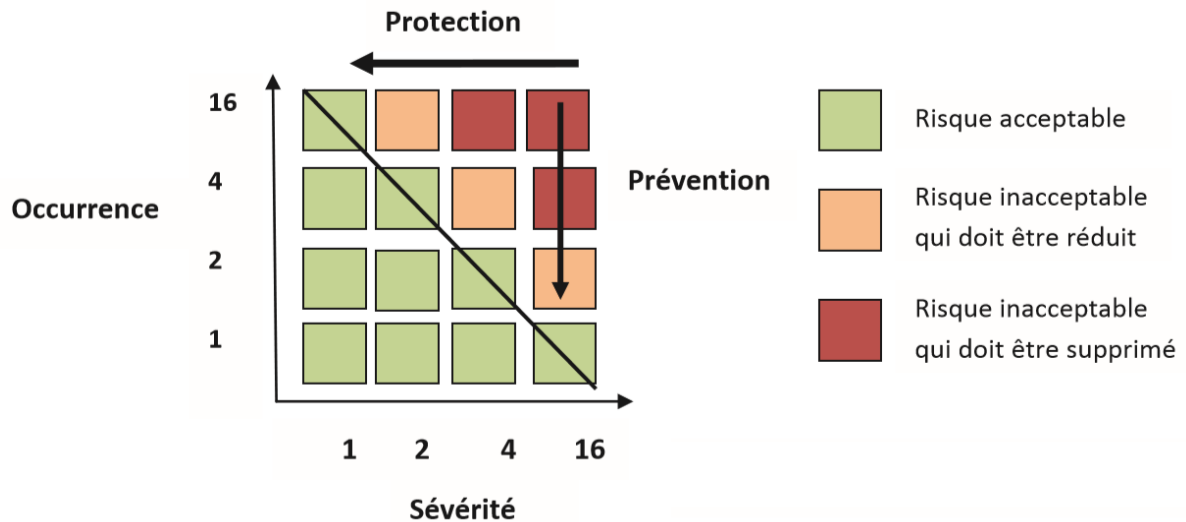 Protection
16
4
2
1
Occurrence
Prévention
1
2
4
16
Sévérité
Risque acceptable
Risque inacceptable
qui doit être réduit
Risque inacceptable
qui doit être supprimé